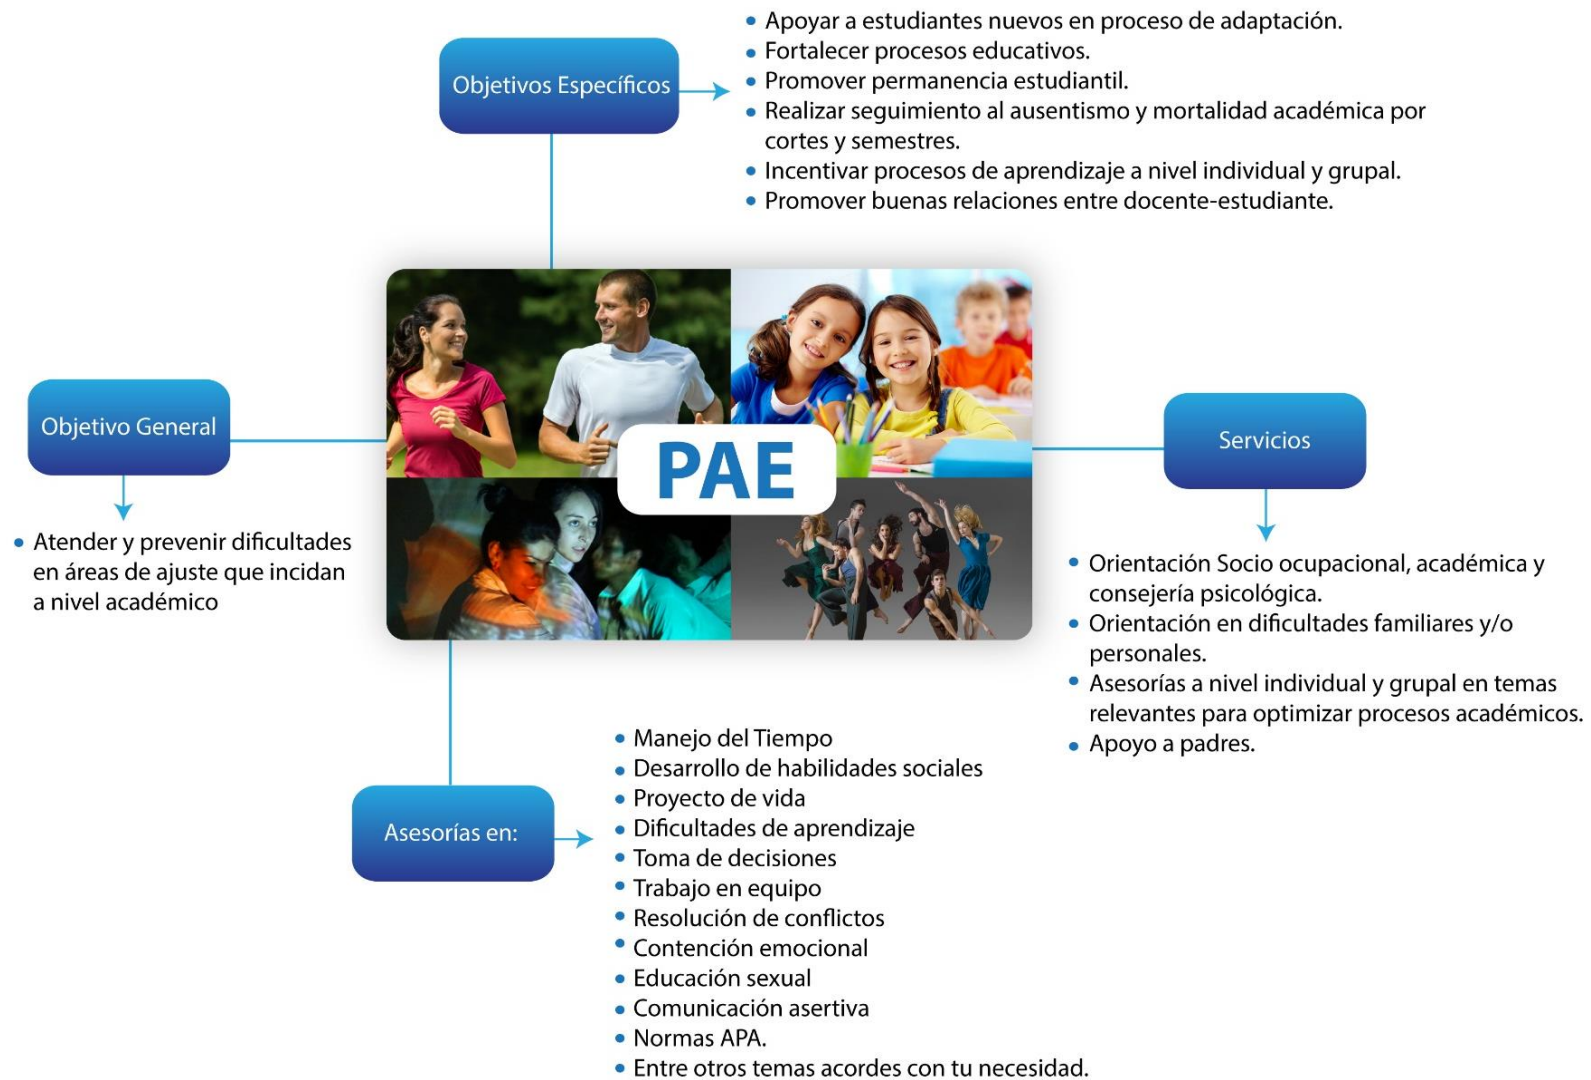 Objetivos Específicos
• Apoyar a estudiantes nuevos en proceso de adaptación.
• Fortalecer procesos educativos.
• Promover permanencia estudiantil.
• Realizar seguimiento al ausentismo y mortalidad académica por
cortes y semestres.
• Incentivar procesos de aprendizaje a nivel individual y grupal.
• Promover buenas relaciones entre docente-estudiante.
Objetivo General
• Atender y prevenir dificultades
en áreas de ajuste que incidan
a nivel académico
PAE
Servicios
• Orientación Socio ocupacional, académica y
consejería psicológica.
• Orientación en dificultades familiares y/o
personales.
• Asesorías a nivel individual y grupal en temas
relevantes para optimizar procesos académicos.
• Apoyo a padres.
Asesorías en:
• Manejo del Tiempo
• Desarrollo de habilidades sociales
• Proyecto de vida
• Dificultades de aprendizaje
• Toma de decisiones
• Trabajo en equipo
• Resolución de conflictos
• Contención emocional
• Educación sexual
• Comunicación asertiva
• Normas APA.
• Entre otros temas acordes con tu necesidad.